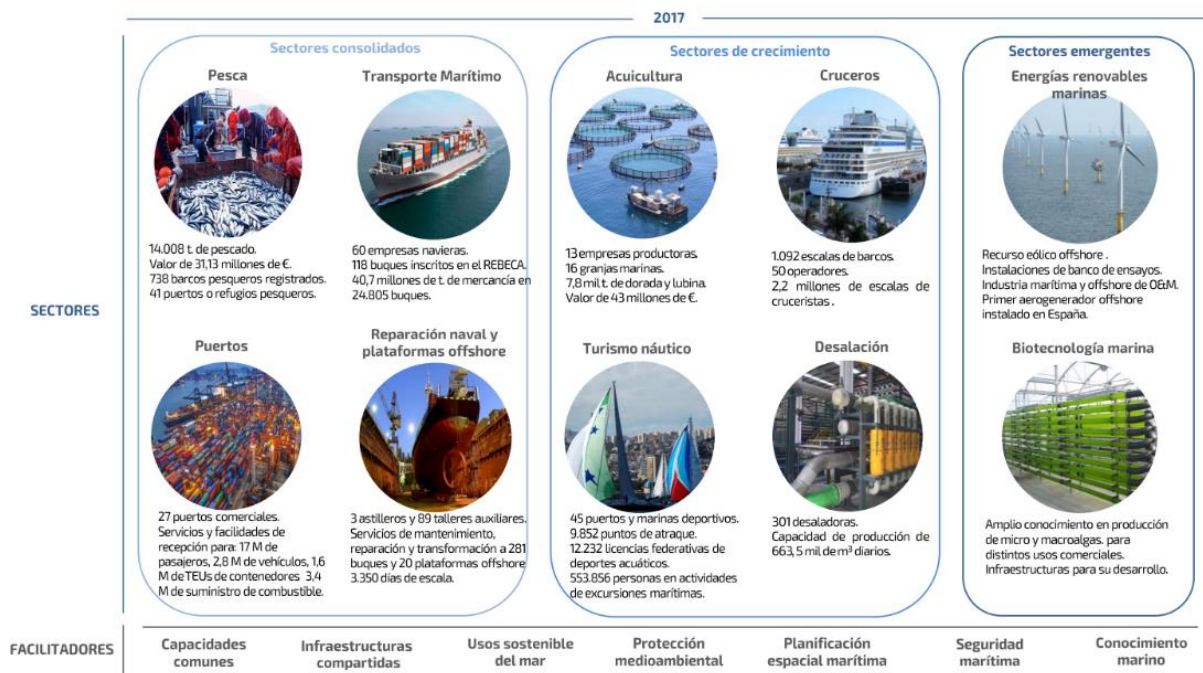 2017
SECTORES
Sectores consolidados
Pesca
14.008 t. de pescado.
Valor de 31,13 millones de €.
738 barcos pesqueros registrados.
41 puertos o refugios pesqueros.
Transporte Marítimo
60 empresas navieras.
118 buques inscritos en el REBECA.
40,7 millones de t. de mercancía en
24.805 buques.
Puertos
27 puertos comerciales.
Servicios y facilidades de
recepción para: 17 M de
pasajeros, 2,8 M de vehículos, 1,6
M de TEUs de contenedores 3,4
M de suministro de combustible.
Reparación naval y
plataformas offshore
3 astilleros y 89 talleres auxiliares.
Servicios de mantenimiento,
reparación y transformación a 281
buques y 20 plataformas offshore
3.350 días de escala.
Sectores de crecimiento
Acuicultura
13 empresas productoras.
16 granjas marinas.
7,8 mil t. de dorada y lubina.
Valor de 43 millones de €.
Cruceros
1.092 escalas de barcos.
50 operadores.
2,2 millones de escalas de
cruceristas .
Turismo náutico
45 puertos y marinas deportivos.
9.852 puntos de atraque.
12.232 licencias federativas de
deportes acuáticos.
553.856 personas en actividades
de excursiones marítimas.
Desalación
301 desaladoras.
Capacidad de producción de
663,5 mil de m³ diarios.
Sectores emergentes
Energías renovables
marinas
Recurso eólico offshore .
Instalaciones de banco de ensayos.
Industria marítima y offshore de O&M.
Primer aerogenerador offshore
instalado en España.
Biotecnología marina
Amplio conocimiento en producción
de micro y macroalgas. para
distintos usos comerciales.
Infraestructuras para su desarrollo.
FACILITADORES
Capacidades
comunes
Infraestructuras
compartidas
Usos sostenible
del mar
Protección
medioambiental
Planificación
espacial marítima
Seguridad
marítima
Conocimiento
marino